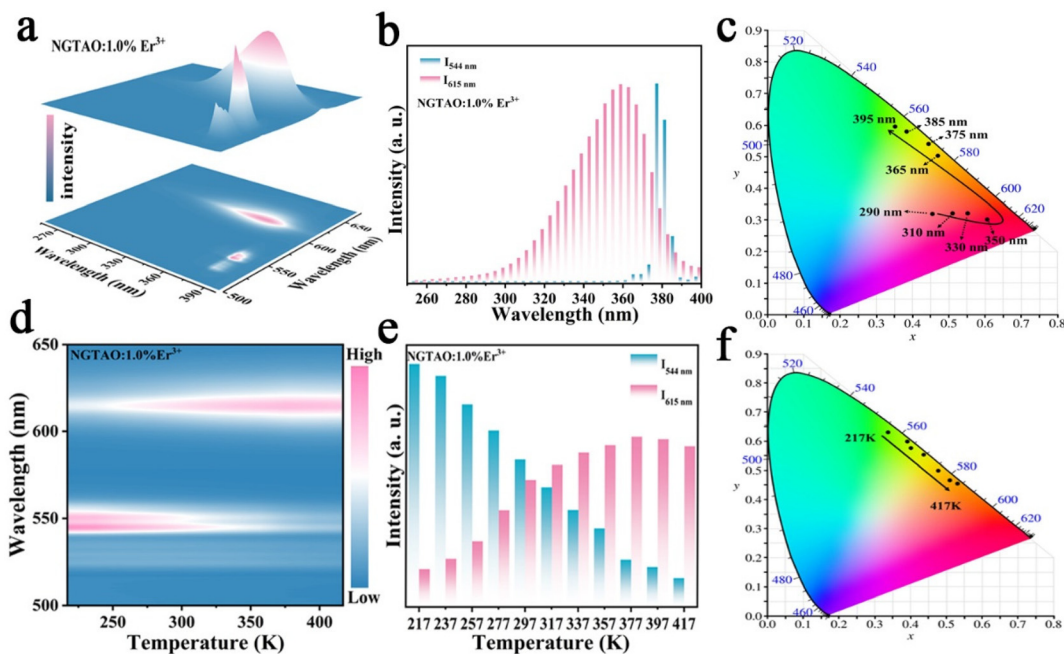 a
NGTAO:1.0% Er³⁺
intensity
270
300
330
360
390
Wavelength (nm)
500
550
600
650
Wavelength (nm)
b
I544 nm
I615 nm
NGTAO:1.0% Er³⁺
Intensity (a. u.)
260 280 300 320 340 360 380 400
Wavelength (nm)
c
0.9
0.8
0.7
0.6
0.5
y
0.4
0.3
0.2
0.1
0.0
0.0 0.1 0.2 0.3 0.4 0.5 0.6 0.7 0.8
x
520
540
560
500
580
600
620
480
460
395 nm
385 nm
375 nm
365 nm
290 nm
310 nm
330 nm
350 nm
d
NGTAO:1.0%Er³⁺
650
600
550
500
Wavelength (nm)
250 300 350 400
Temperature (K)
High
Low
e
NGTAO:1.0%Er³⁺
I544 nm
I615 nm
Intensity (a. u.)
217 237 257 277 297 317 337 357 377 397 417
Temperature (K)
f
0.9
0.8
0.7
0.6
0.5
y
0.4
0.3
0.2
0.1
0.0
0.0 0.1 0.2 0.3 0.4 0.5 0.6 0.7 0.8
x
520
540
560
500
580
600
620
480
460
217K
417K